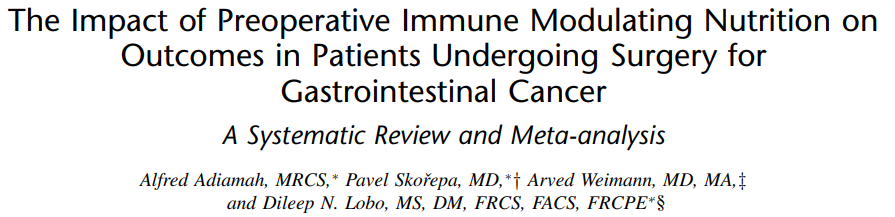 The Impact of Preoperative Immune Modulating Nutrition on
Outcomes in Patients Undergoing Surgery for
Gastrointestinal Cancer
A Systematic Review and Meta-analysis
Alfred Adiamah, MRCS,* Pavel Skořepa, MD,*† Arved Weimann, MD, MA,‡
and Dileep N. Lobo, MS, DM, FRCS, FACS, FRCPE*§